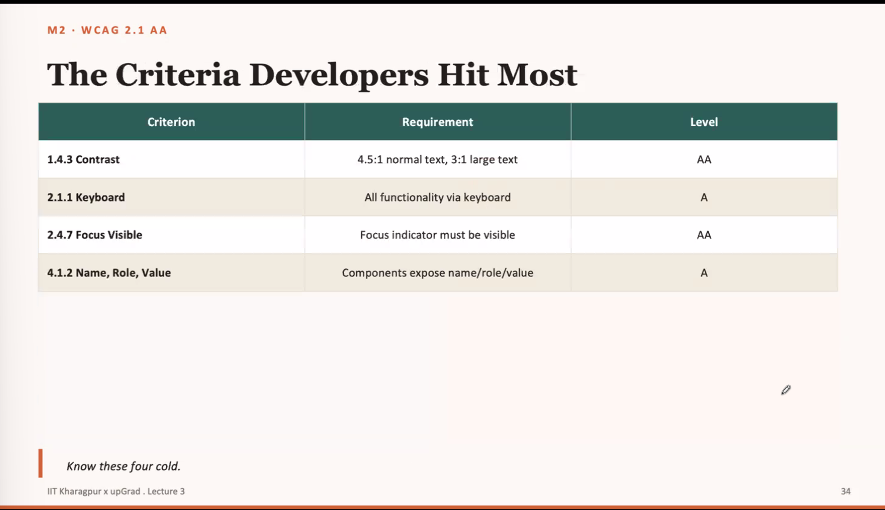 M2 · WCAG 2.1 AA
The Criteria Developers Hit Most
Criterion Requirement Level
1.4.3 Contrast 4.5:1 normal text, 3:1 large text AA
2.1.1 Keyboard All functionality via keyboard A
2.4.7 Focus Visible Focus indicator must be visible AA
4.1.2 Name, Role, Value Components expose name/role/value A
Know these four cold.
IIT Kharagpur x upGrad . Lecture 3 34